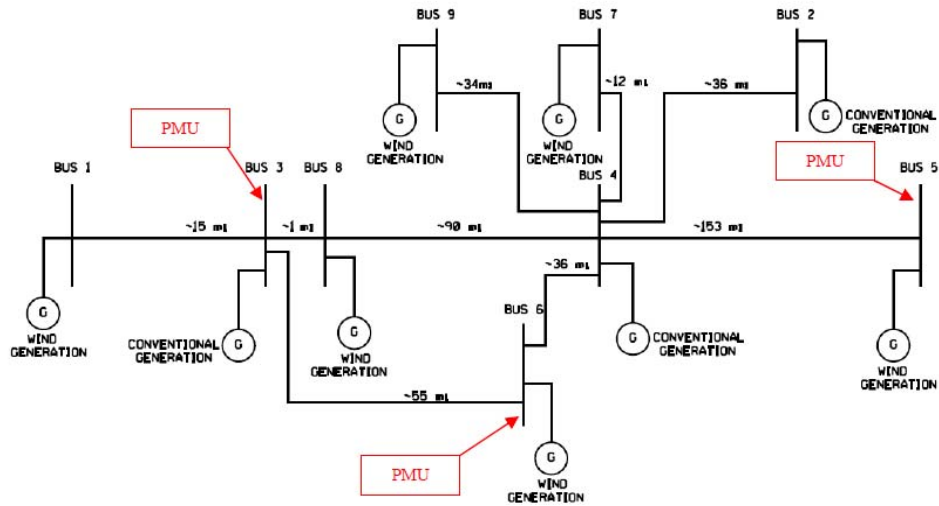 BUS 9
BUS 7
BUS 2
~34mi
~12 mi
~36 mi
G
WIND
GENERATION
G
WIND
GENERATION
G
CONVENTIONAL
GENERATION
PMU
PMU
BUS 1
BUS 3
BUS 8
BUS 4
BUS 5
~15 mi
~1 mi
~90 mi
~153 mi
~36 mi
G
WIND
GENERATION
CONVENTIONAL
GENERATION
G
G
WIND
GENERATION
BUS 6
G
CONVENTIONAL
GENERATION
G
WIND
GENERATION
~55 mi
PMU
G
WIND
GENERATION